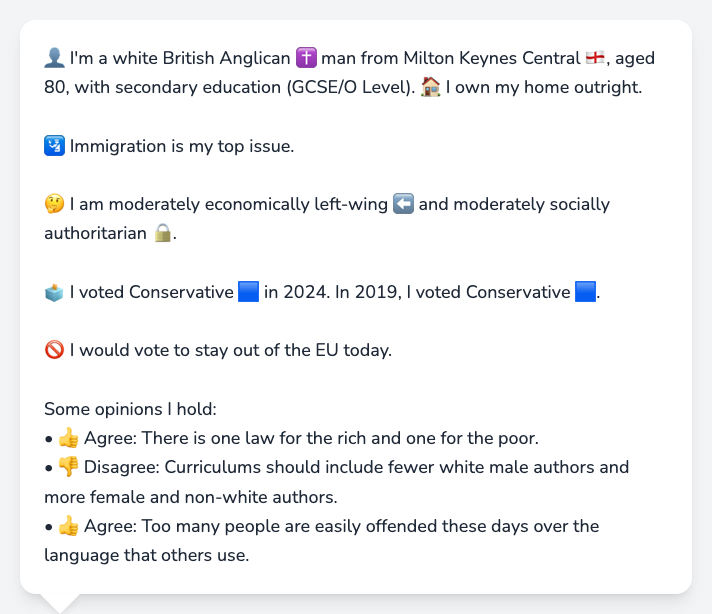 👤 I'm a white British Anglican ✝️ man from Milton Keynes Central 🏴󠁧󠁢󠁥󠁮󠁧󠁿, aged
80, with secondary education (GCSE/O Level). 🏠 I own my home outright.
🛂 Immigration is my top issue.
🤔 I am moderately economically left-wing ⬅️ and moderately socially
authoritarian 🔒.
🗳️ I voted Conservative 🟦 in 2024. In 2019, I voted Conservative 🟦.
🚫 I would vote to stay out of the EU today.
Some opinions I hold:
• 👍 Agree: There is one law for the rich and one for the poor.
• 👎 Disagree: Curriculums should include fewer white male authors and
more female and non-white authors.
• 👍 Agree: Too many people are easily offended these days over the
language that others use.